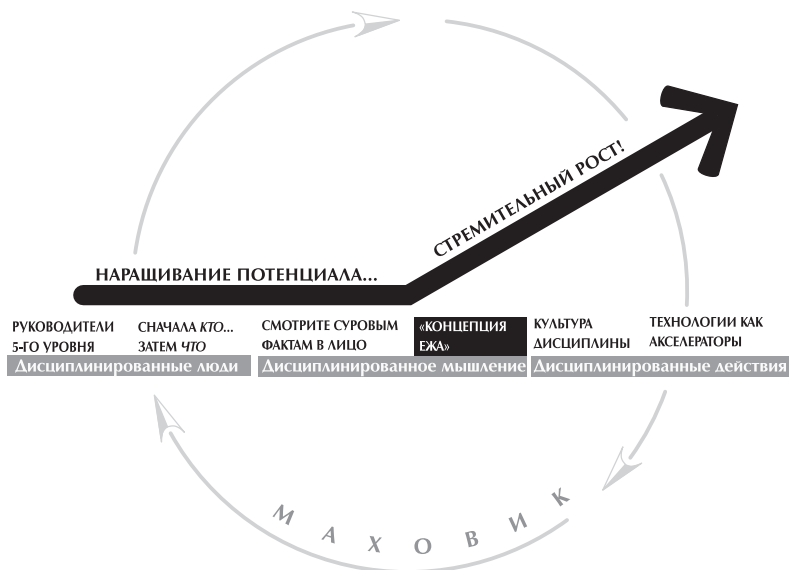 СТРЕМИТЕЛЬНЫЙ РОСТ!
НАРАЩИВАНИЕ ПОТЕНЦИАЛА...
РУКОВОДИТЕЛИ
5-ГО УРОВНЯ
СНАЧАЛА КТО...
ЗАТЕМ ЧТО
СМОТРИТЕ СУРОВЫМ
ФАКТАМ В ЛИЦО
«КОНЦЕПЦИЯ
ЕЖА»
КУЛЬТУРА
ДИСЦИПЛИНЫ
ТЕХНОЛОГИИ КАК
АКСЕЛЕРАТОРЫ
Дисциплинированные люди
Дисциплинированное мышление
Дисциплинированные действия
МАХОВИК